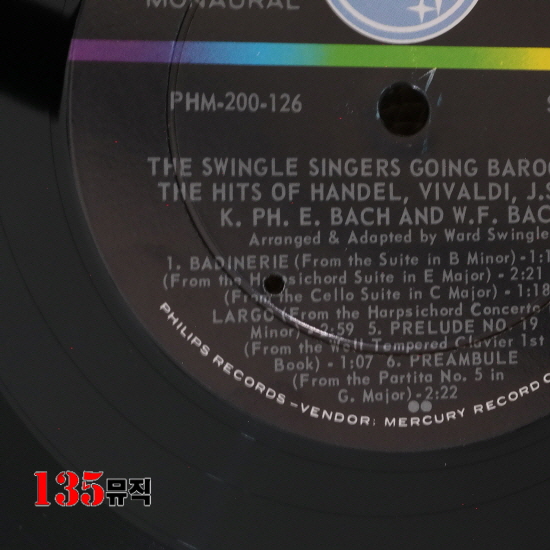 MONAURAL
PHM-200-126
THE SWINGLE SINGERS GOING
THE HITS OF HANDEL, VIVALDI,
K. PH. E. BACH AND W.F.
Arranged & Adapted by Ward Swingle
1. BADINERIE (From the Suite in B Minor)
(From the Harpsichord Suite in E Major) - 2:21
(From the Cello Suite in C Major) - 1:18
LARGO (From the Harpsichord Concerto
Minor) - 2:59 5. PRELUDE NO. 19
(From the Well Tempered Clavier 1st
Book) - 1:07 6. PREAMBULE
(From the Partita No. 5 in
G. Major) - 2:22
PHILIPS RECORDS - VENDOR: MERCURY RECORD
135뮤직